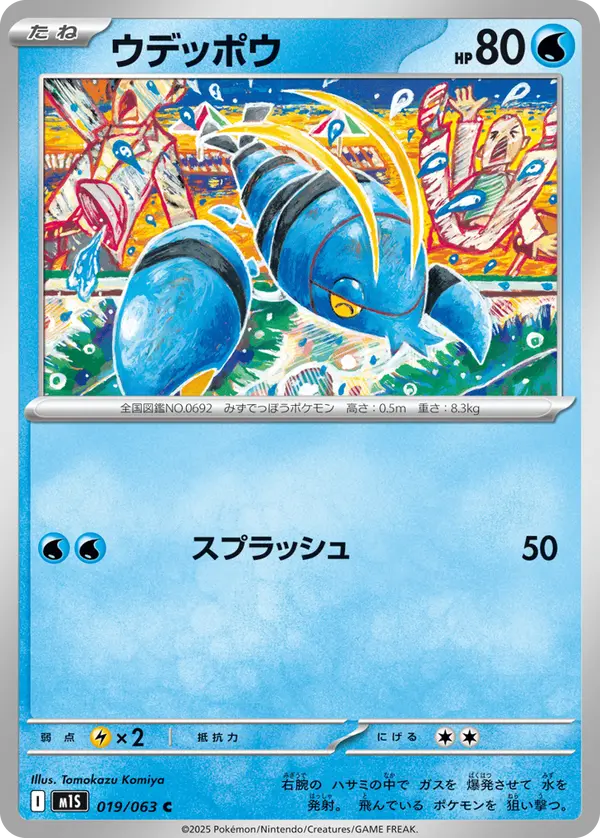 たね
ウデッポウ
HP80
全国図鑑NO.0692 みずでっぽうポケモン 高さ:0.5m 重さ:8.3kg
スプラッシュ 50
弱点 ×2 抵抗力 にげる
Illus. Tomokazu Komiya
I M1S 019/063 C
右腕の ハサミの中で ガスを 爆発させて 水を
発射。 飛んでいる ポケモンを 狙い撃つ。
©2025 Pokémon/Nintendo/Creatures/GAME FREAK.